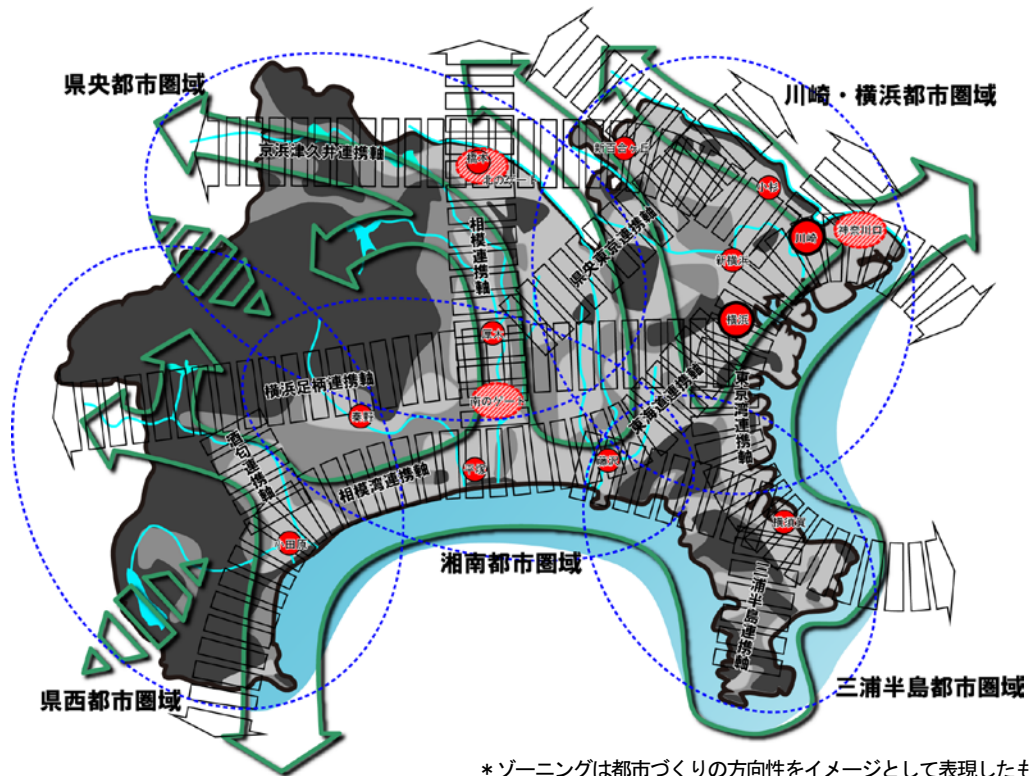 県央都市圏域
川崎・横浜都市圏域
京浜津久井連携軸
橋本
北のゲート
新百合ヶ丘
小杉
川崎
神奈川口
新横浜
横浜
相模連携軸
県央東京連携軸
厚木
南のゲート
横浜足柄連携軸
秦野
東海道連携軸
東京湾連携軸
酒匂連携軸
相模湾連携軸
平塚
藤沢
小田原
横須賀
湘南都市圏域
三浦半島連携軸
県西都市圏域
三浦半島都市圏域
*ゾーニングは都市づくりの方向性をイメージとして表現したも